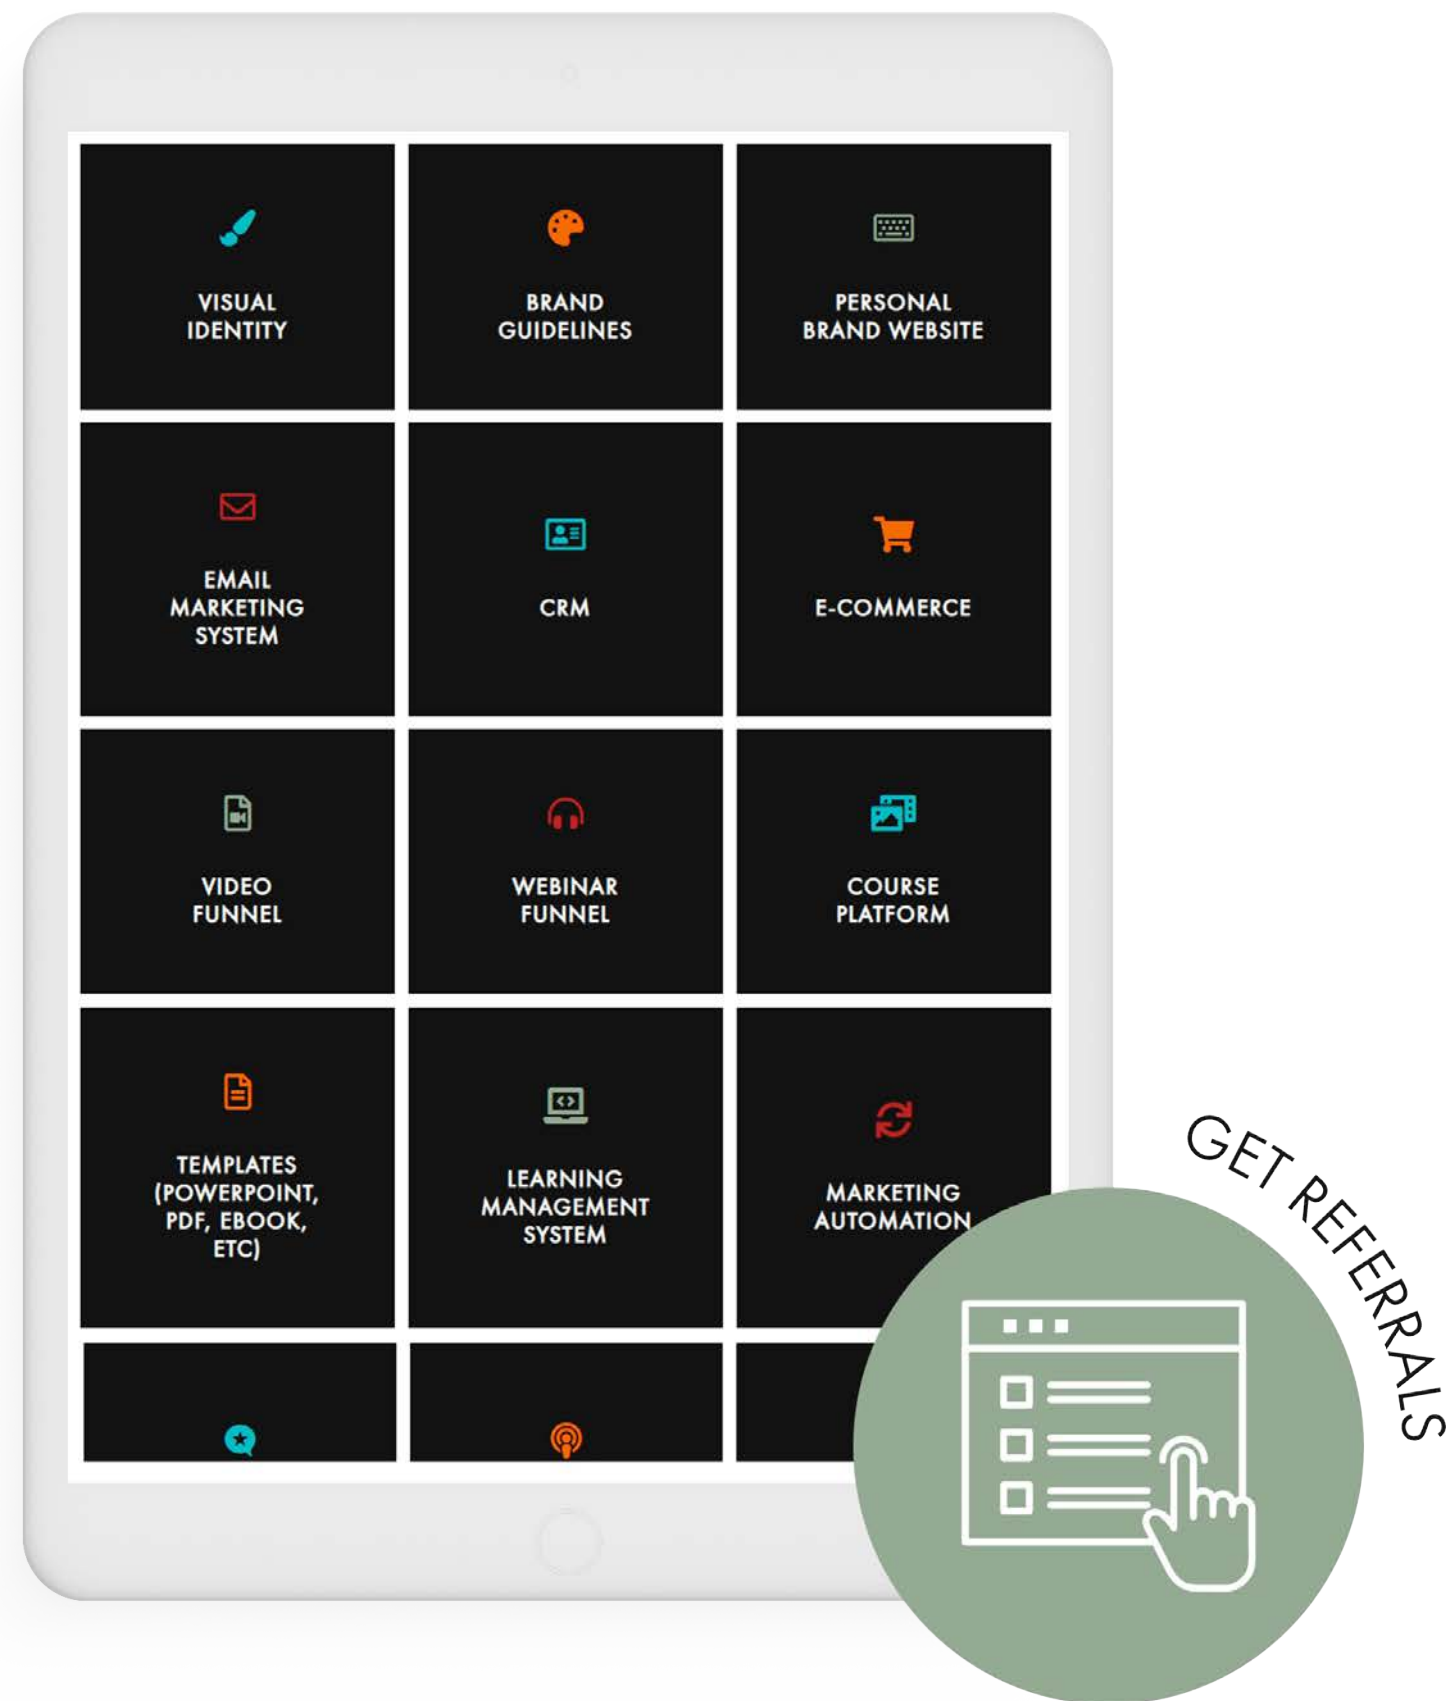 VISUAL
IDENTITY
BRAND
GUIDELINES
PERSONAL
BRAND WEBSITE
EMAIL
MARKETING
SYSTEM
CRM
E-COMMERCE
VIDEO
FUNNEL
WEBINAR
FUNNEL
COURSE
PLATFORM
TEMPLATES
(POWERPOINT,
PDF, EBOOK,
ETC)
LEARNING
MANAGEMENT
SYSTEM
MARKETING
AUTOMATION
GET REFERRALS